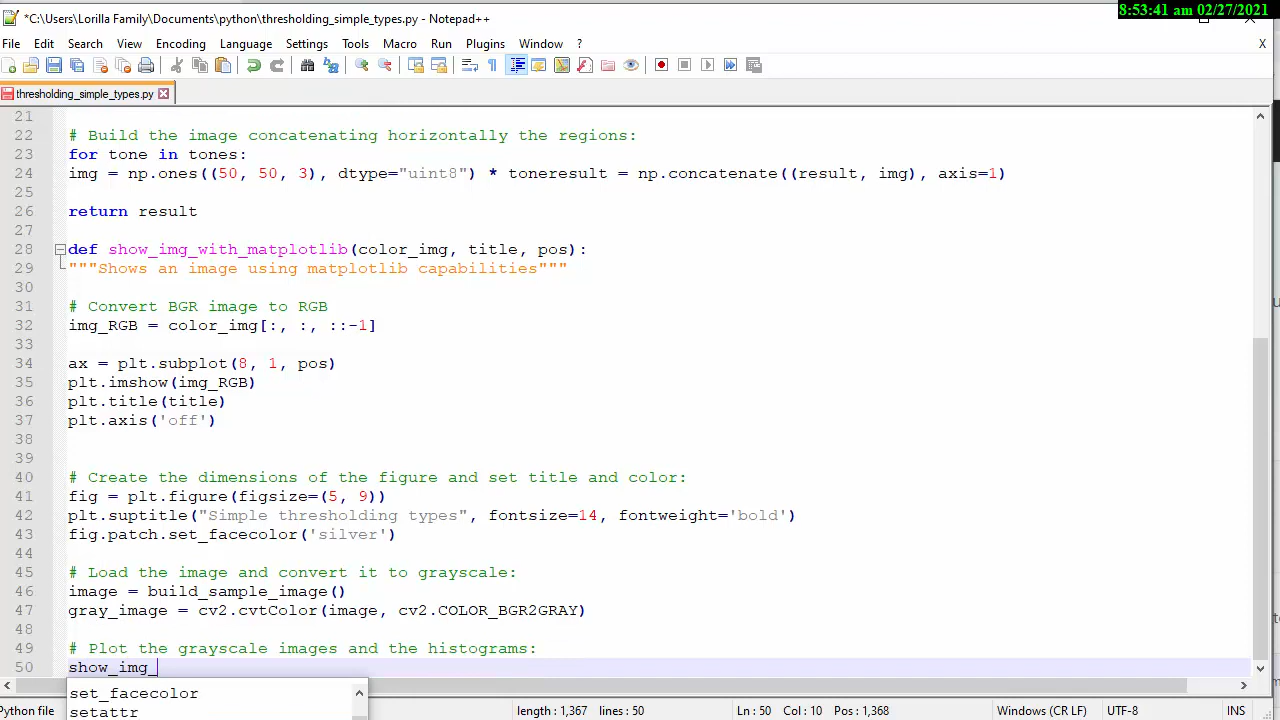 *C:\Users\Lorilla Family\Documents\python\thresholding_simple_types.py - Notepad++
8:53:41 am 02/27/2021
File Edit Search View Encoding Language Settings Tools Macro Run Plugins Window ? X
thresholding_simple_types.py
21
22 # Build the image concatenating horizontally the regions:
23 for tone in tones:
24 img = np.ones((50, 50, 3), dtype="uint8") * toneresult = np.concatenate((result, img), axis=1)
25
26 return result
27
28 def show_img_with_matplotlib(color_img, title, pos):
29 """Shows an image using matplotlib capabilities"""
30
31 # Convert BGR image to RGB
32 img_RGB = color_img[:, :, ::-1]
33
34 ax = plt.subplot(8, 1, pos)
35 plt.imshow(img_RGB)
36 plt.title(title)
37 plt.axis('off')
38
39
40 # Create the dimensions of the figure and set title and color:
41 fig = plt.figure(figsize=(5, 9))
42 plt.suptitle("Simple thresholding types", fontsize=14, fontweight='bold')
43 fig.patch.set_facecolor('silver')
44
45 # Load the image and convert it to grayscale:
46 image = build_sample_image()
47 gray_image = cv2.cvtColor(image, cv2.COLOR_BGR2GRAY)
48
49 # Plot the grayscale images and the histograms:
50 show_img_
set_facecolor
setattr
Python file length : 1,367 lines : 50 Ln : 50 Col : 10 Pos : 1,368 Windows (CR LF) UTF-8 INS